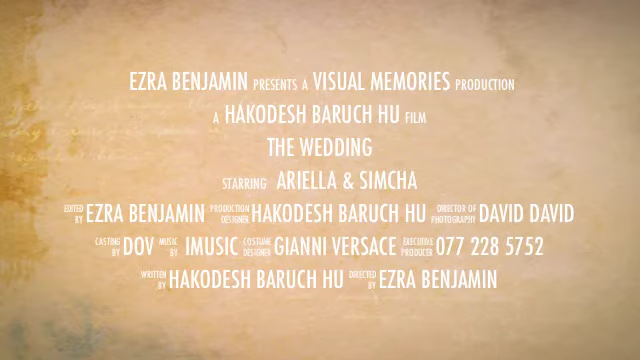 EZRA BENJAMIN PRESENTS A VISUAL MEMORIES PRODUCTION
A HAKODESH BARUCH HU FILM
THE WEDDING
STARRING ARIELLA & SIMCHA
EDITED BY EZRA BENJAMIN PRODUCTION DESIGNER HAKODESH BARUCH HU DIRECTOR OF PHOTOGRAPHY DAVID DAVID
CASTING BY DOV MUSIC BY IMUSIC COSTUME DESIGNER GIANNI VERSACE EXECUTIVE PRODUCER 077 228 5752
WRITTEN BY HAKODESH BARUCH HU DIRECTED BY EZRA BENJAMIN